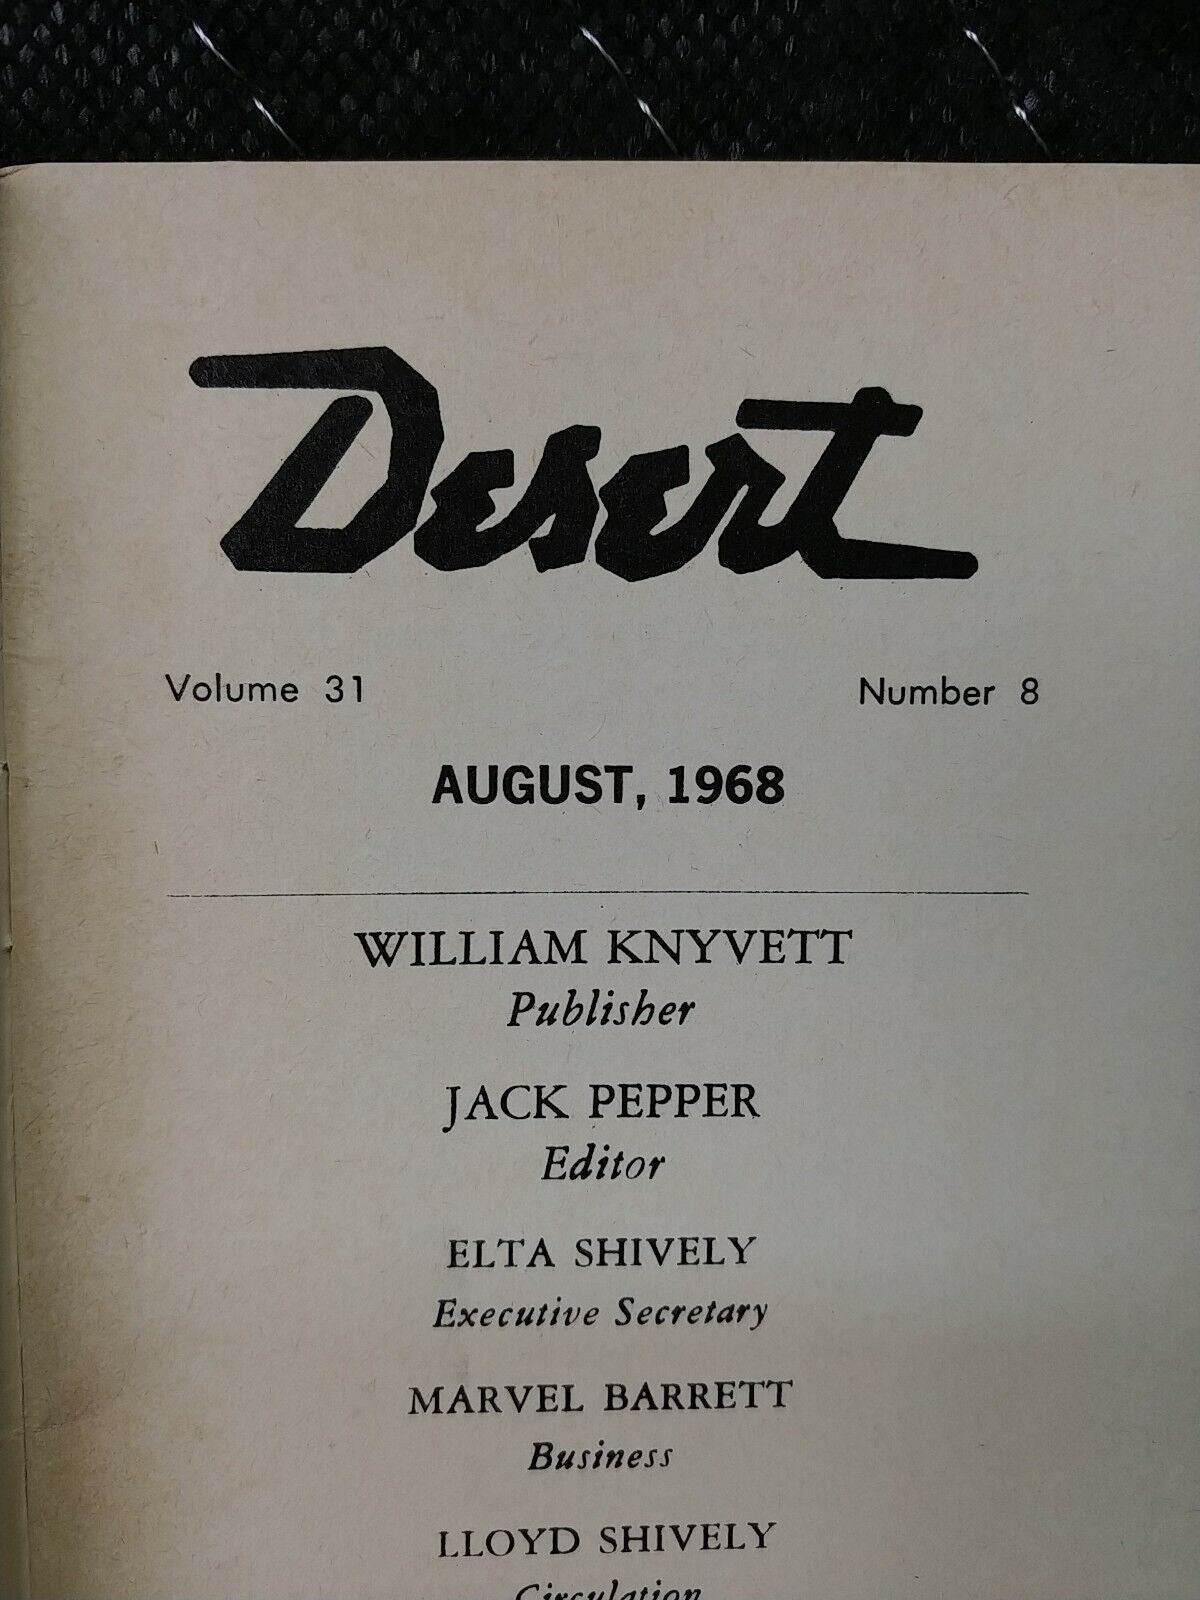 Desert
Volume 31 Number 8
AUGUST, 1968
WILLIAM KNYVETT
Publisher
JACK PEPPER
Editor
ELTA SHIVELY
Executive Secretary
MARVEL BARRETT
Business
LLOYD SHIVELY
Circulation